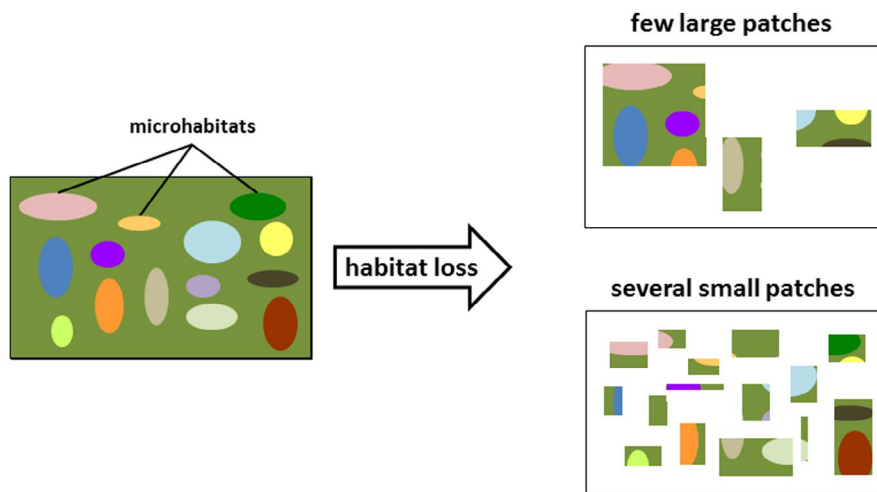 microhabitats
habitat loss
few large patches
several small patches